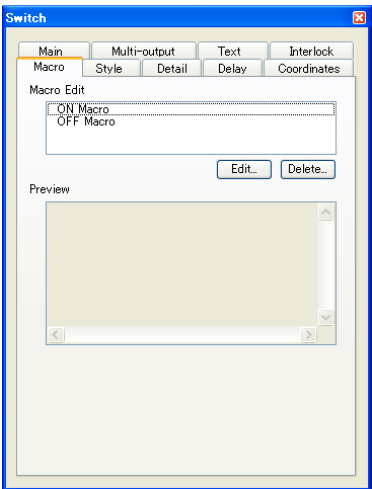 Switch
Main Multi-output Text Interlock
Macro Style Detail Delay Coordinates
Macro Edit
ON Macro
OFF Macro
Edit... Delete...
Preview